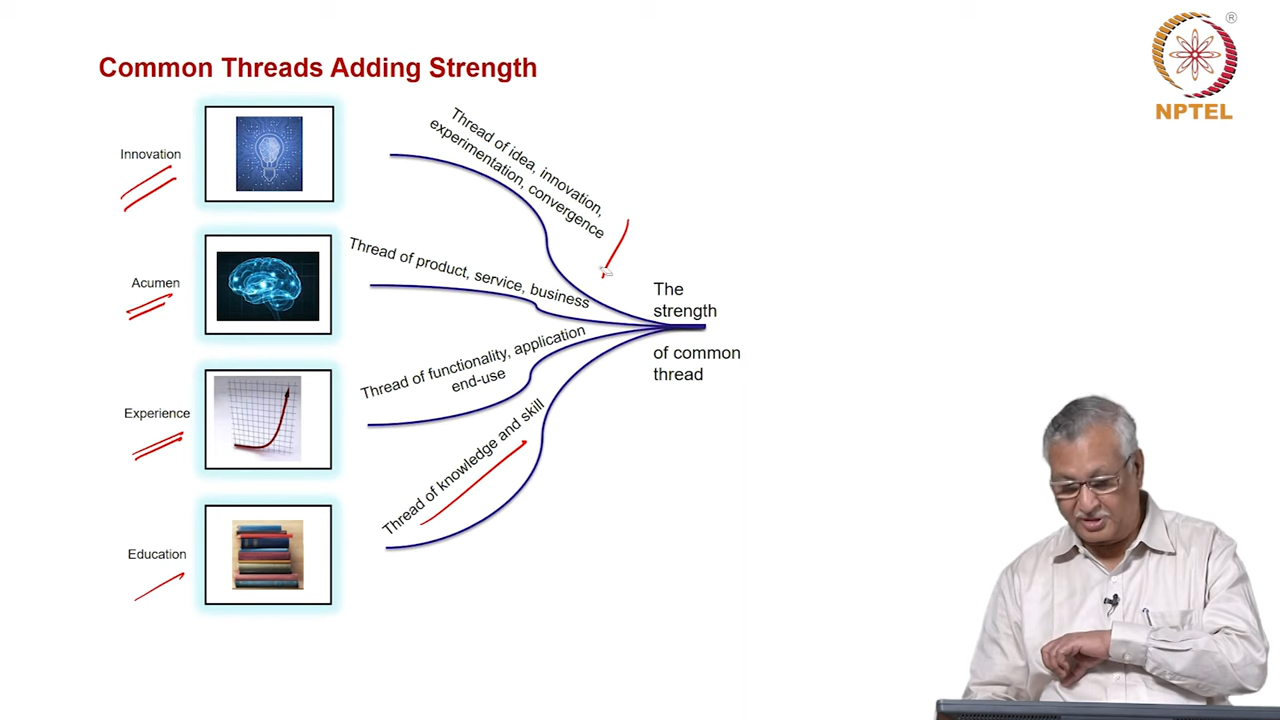 Common Threads Adding Strength
®
NPTEL
Innovation
Thread of idea, innovation,
experimentation, convergence
Acumen
Thread of product, service, business
The
strength
of common
thread
Experience
Thread of functionality, application
end-use
Education
Thread of knowledge and skill